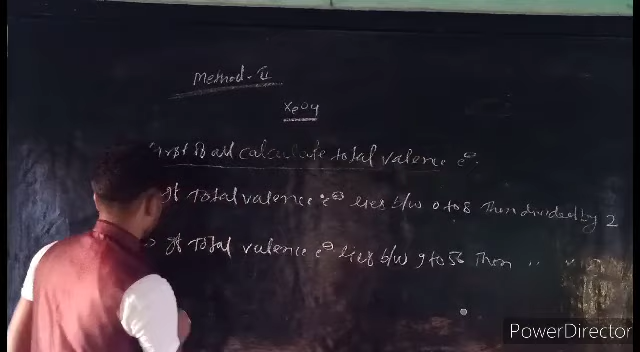 Method-II
XeO4
First of all calculate total valence e⊖.
If Total valence e⊖ lies b/w 0 to 8 Then divided by 2
If Total valence e⊖ lies b/w 9 to 56 Then " "
PowerDirector